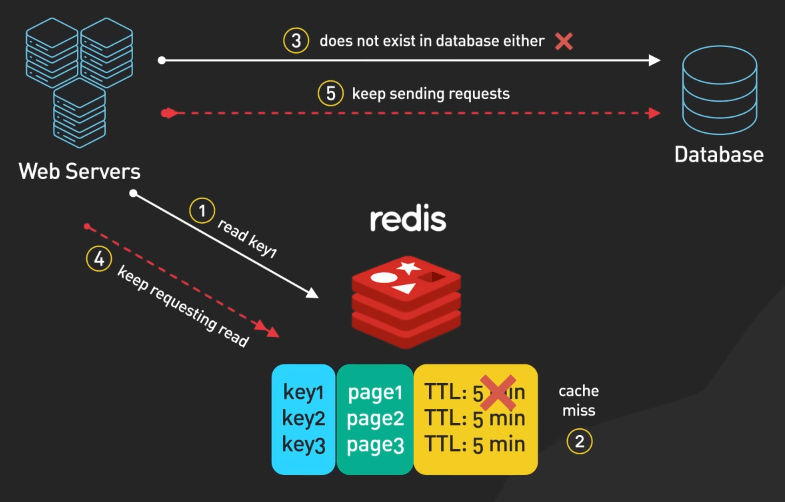 3 does not exist in database either
5 keep sending requests
Web Servers
Database
1 read key1
redis
4 keep requesting read
key1 page1 TTL: 5 min
key2 page2 TTL: 5 min
key3 page3 TTL: 5 min
cache
miss
2